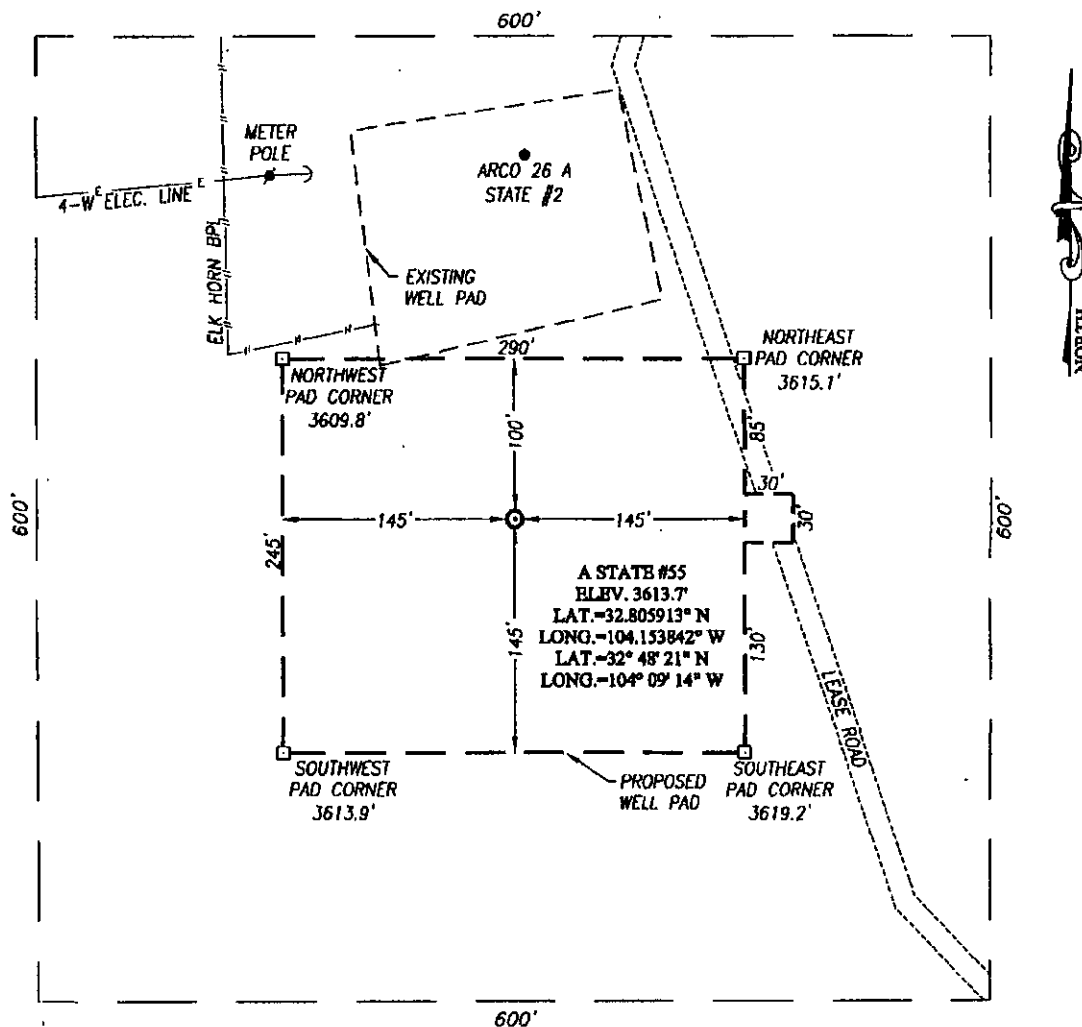 600'
METER
POLE
ARCO 26 A
STATE #2
E
E
4-W ELEC. LINE
ELK HORN BPL
EXISTING
WELL PAD
NORTH
290'
NORTHEAST
PAD CORNER
3615.1'
NORTHWEST
PAD CORNER
3609.8'
100'
85'
30'
30'
600'
600'
145'
145'
245'
A STATE #55
ELEV. 3613.7'
LAT.=32.805913° N
LONG.=104.153842° W
LAT.=32° 48' 21" N
LONG.=104° 09' 14" W
145'
130'
LEASE ROAD
SOUTHWEST
PAD CORNER
3613.9'
PROPOSED
WELL PAD
SOUTHEAST
PAD CORNER
3619.2'
600'